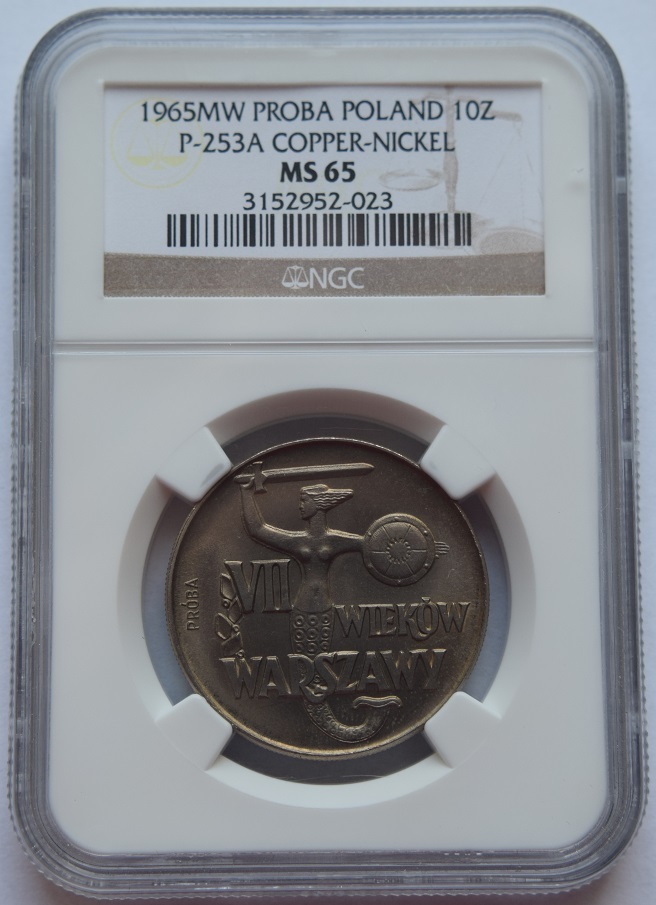 1965MW PROBA POLAND 10Z
P-253A COPPER-NICKEL
MS 65
3152952-023
NGC
PRÓBA
VII
WIEKÓW
WARSZAWY